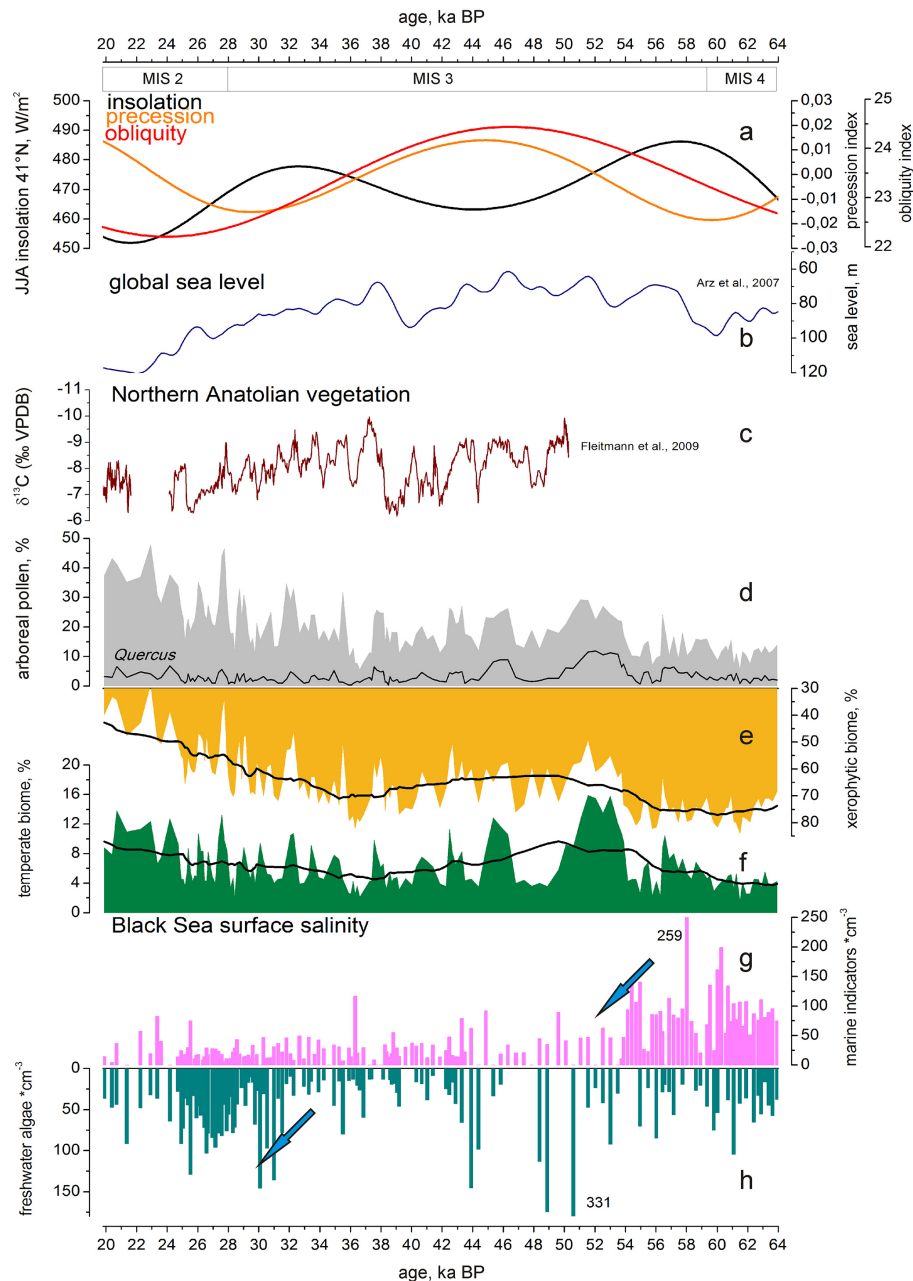 age, ka BP
20 22 24 26 28 30 32 34 36 38 40 42 44 46 48 50 52 54 56 58 60 62 64
MIS 2 MIS 3 MIS 4
insolation
precession
obliquity
a
JJA insolation 41°N, W/m²
500
490
480
470
460
450
0,03
0,02
0,01
0,00
-0,01
-0,02
-0,03
precession index
25
24
23
22
obliquity index
global sea level
Arz et al., 2007
b
60
80
100
120
sea level, m
Northern Anatolian vegetation
c
Fleitmann et al., 2009
δ¹³C (‰ VPDB)
-11
-10
-9
-8
-7
-6
arboreal pollen, %
50
40
30
20
10
0
d
Quercus
e
30
40
50
60
70
80
xerophytic biome, %
temperate biome, %
20
16
12
8
4
0
f
Black Sea surface salinity
259
g
250
200
150
100
50
0
marine indicators *cm⁻³
freshwater algae *cm⁻³
0
50
100
150
331
h
20 22 24 26 28 30 32 34 36 38 40 42 44 46 48 50 52 54 56 58 60 62 64
age, ka BP